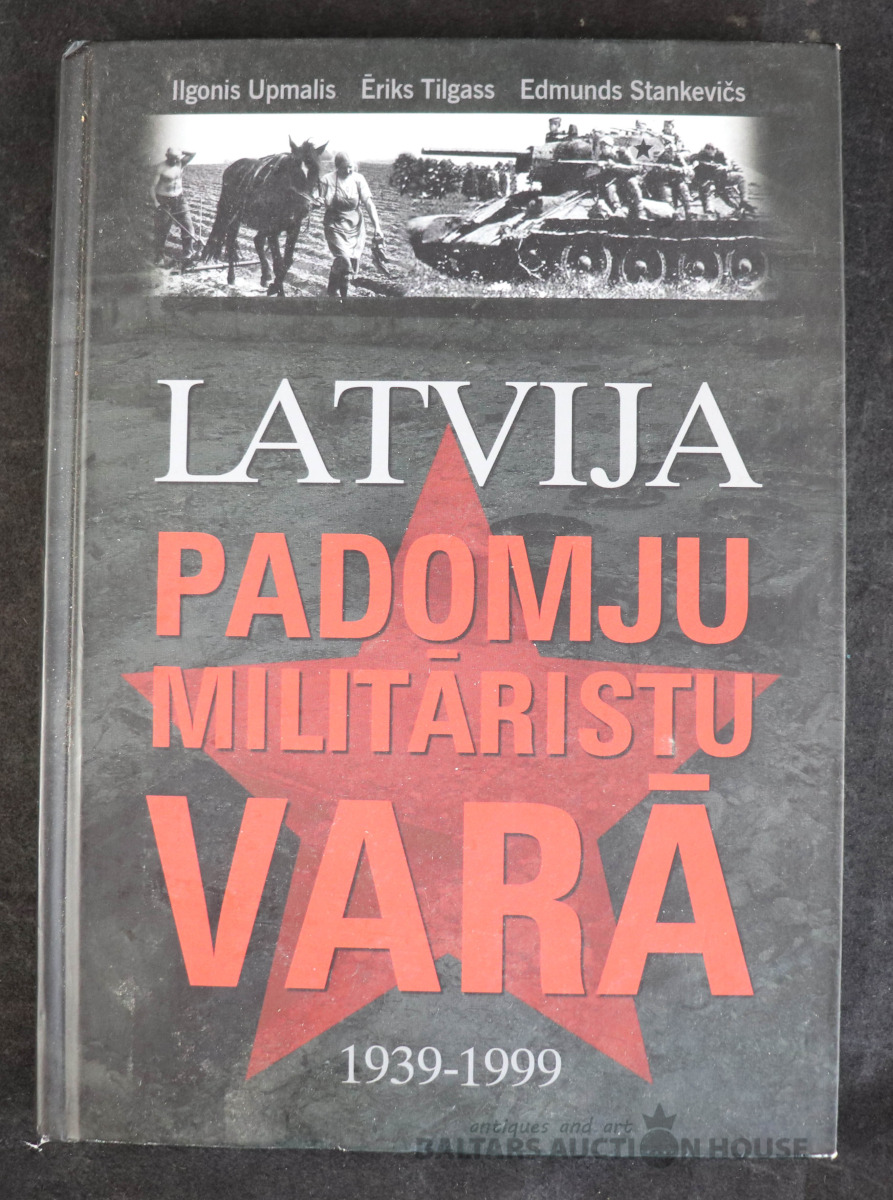 Ilgonis Upmalis Ēriks Tilgass Edmunds Stankevičs
LATVIJA
PADOMJU
MILITĀRISTU
VARĀ
1939-1999
antiques and art
BALTARS AUCTION HOUSE